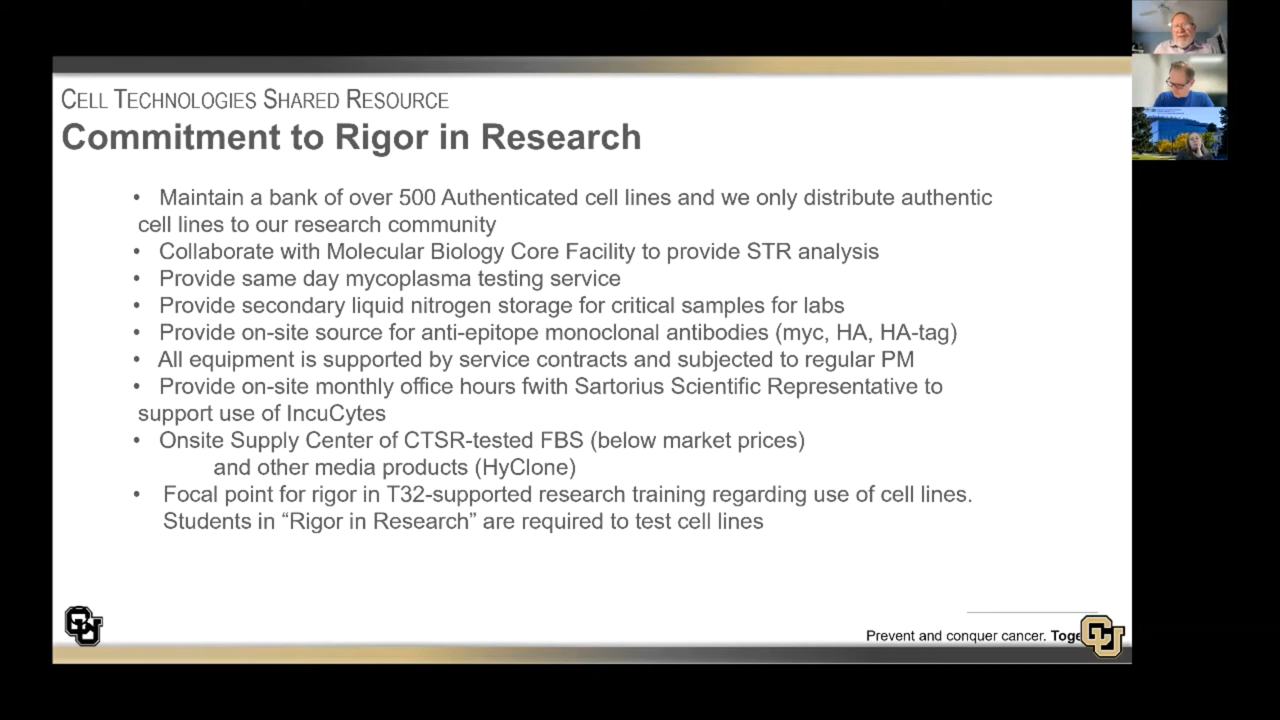 CELL TECHNOLOGIES SHARED RESOURCE
Commitment to Rigor in Research
• Maintain a bank of over 500 Authenticated cell lines and we only distribute authentic
cell lines to our research community
• Collaborate with Molecular Biology Core Facility to provide STR analysis
• Provide same day mycoplasma testing service
• Provide secondary liquid nitrogen storage for critical samples for labs
• Provide on-site source for anti-epitope monoclonal antibodies (myc, HA, HA-tag)
• All equipment is supported by service contracts and subjected to regular PM
• Provide on-site monthly office hours fwith Sartorius Scientific Representative to
support use of IncuCytes
• Onsite Supply Center of CTSR-tested FBS (below market prices)
and other media products (HyClone)
• Focal point for rigor in T32-supported research training regarding use of cell lines.
Students in “Rigor in Research” are required to test cell lines
CU
Prevent and conquer cancer. Toge
CU